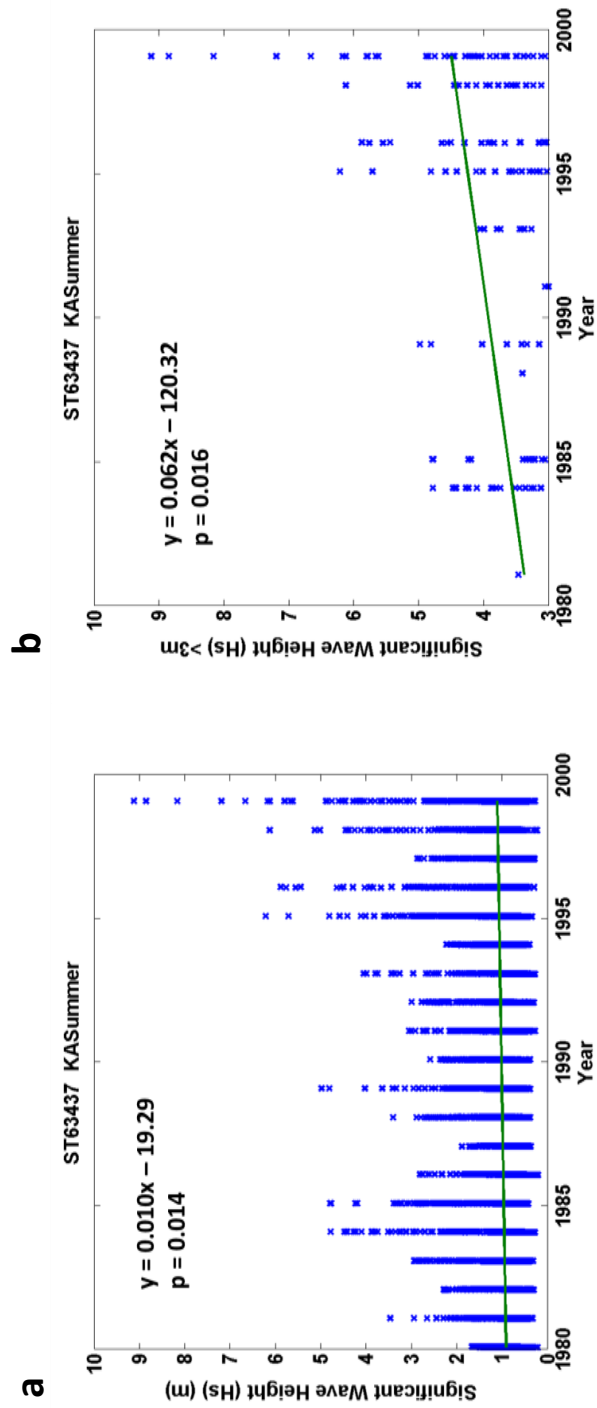 a
ST63437 KASummer
y = 0.010x – 19.29
p = 0.014
Significant Wave Height (Hs) (m)
10
9
8
7
6
5
4
3
2
1
0
1980
1985
1990
1995
2000
Year
b
ST63437 KASummer
y = 0.062x – 120.32
p = 0.016
Significant Wave Height (Hs) >3m
10
9
8
7
6
5
4
3
1980
1985
1990
1995
2000
Year